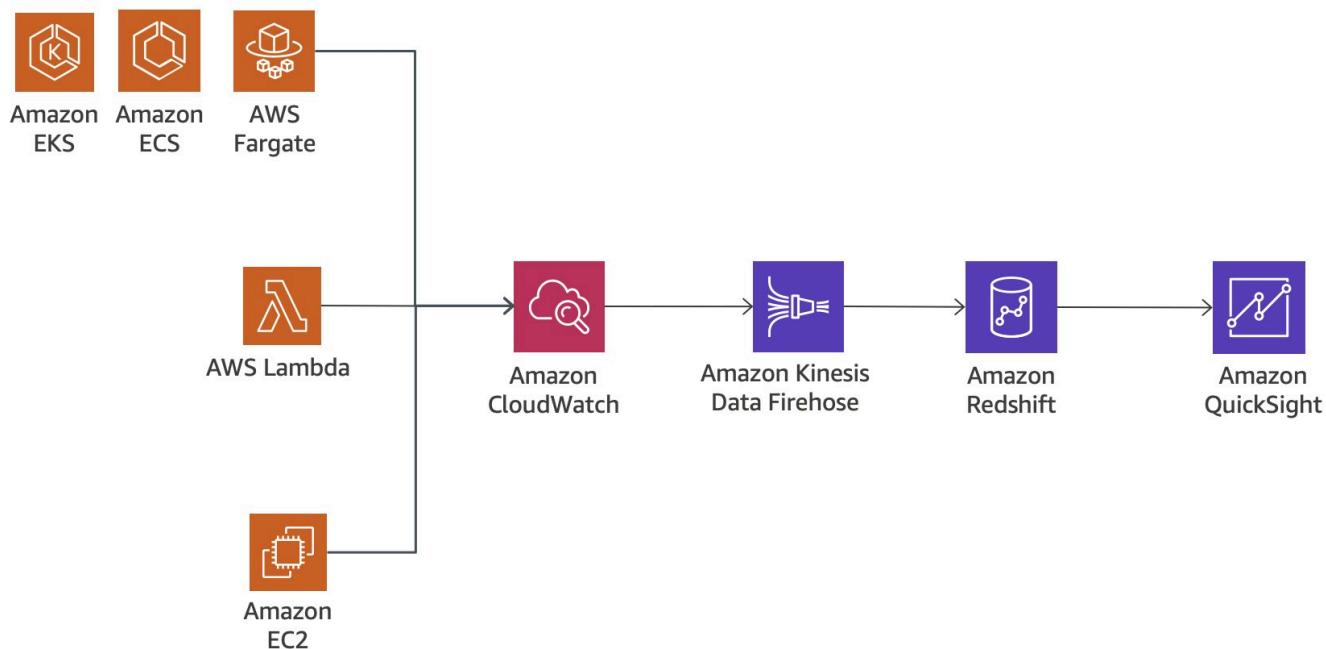 Amazon
EKS
Amazon
ECS
AWS
Fargate
AWS Lambda
Amazon
CloudWatch
Amazon Kinesis
Data Firehose
Amazon
Redshift
Amazon
QuickSight
Amazon
EC2